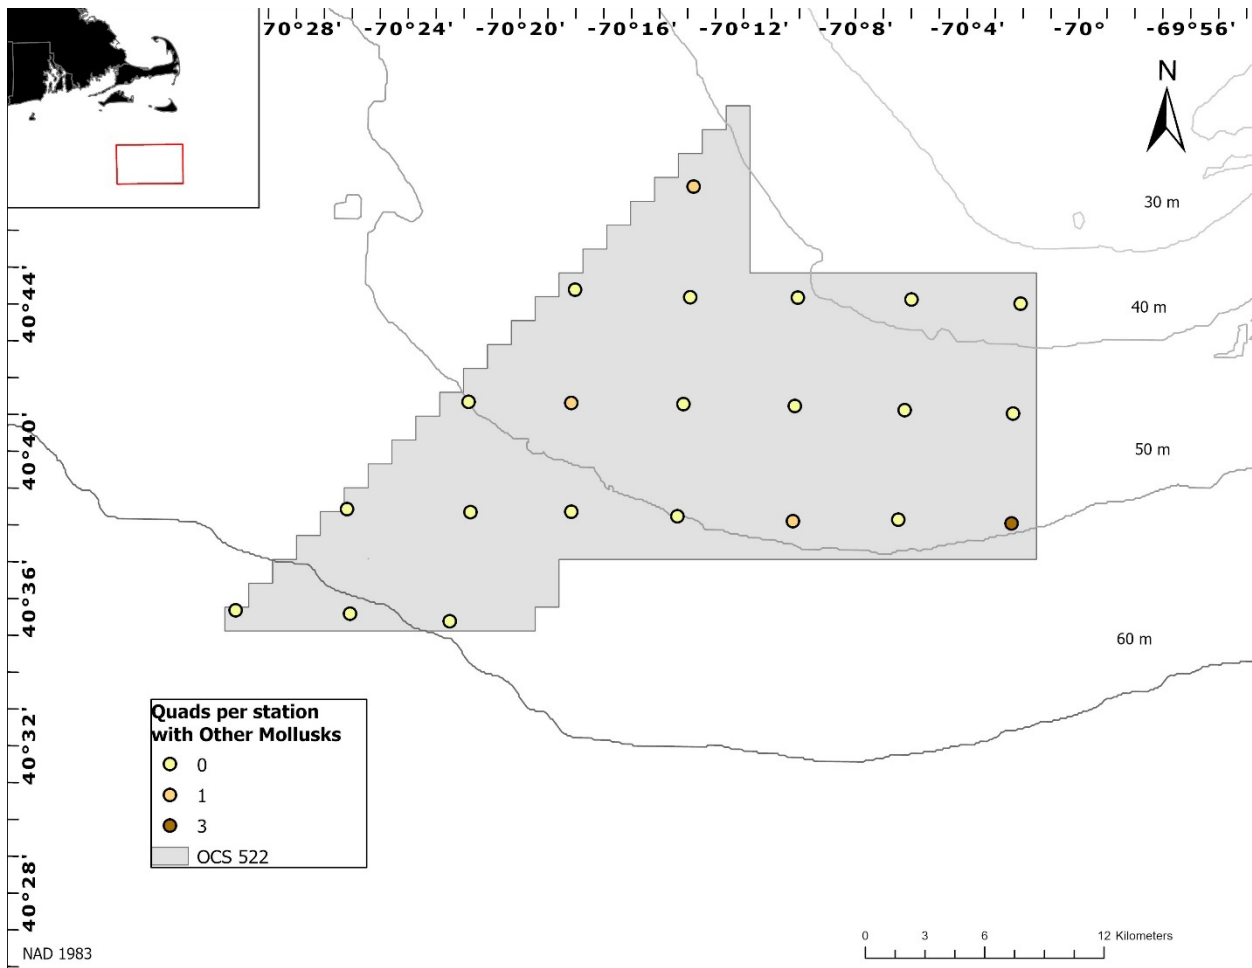 70°28' -70°24' -70°20' -70°16' -70°12' -70°8' -70°4' -70° -69°56'
N
30 m
40°44'
40 m
40°40'
50 m
40°36'
60 m
40°32'
Quads per station
with Other Mollusks
0
1
3
OCS 522
40°28'
NAD 1983
0 3 6 12 Kilometers